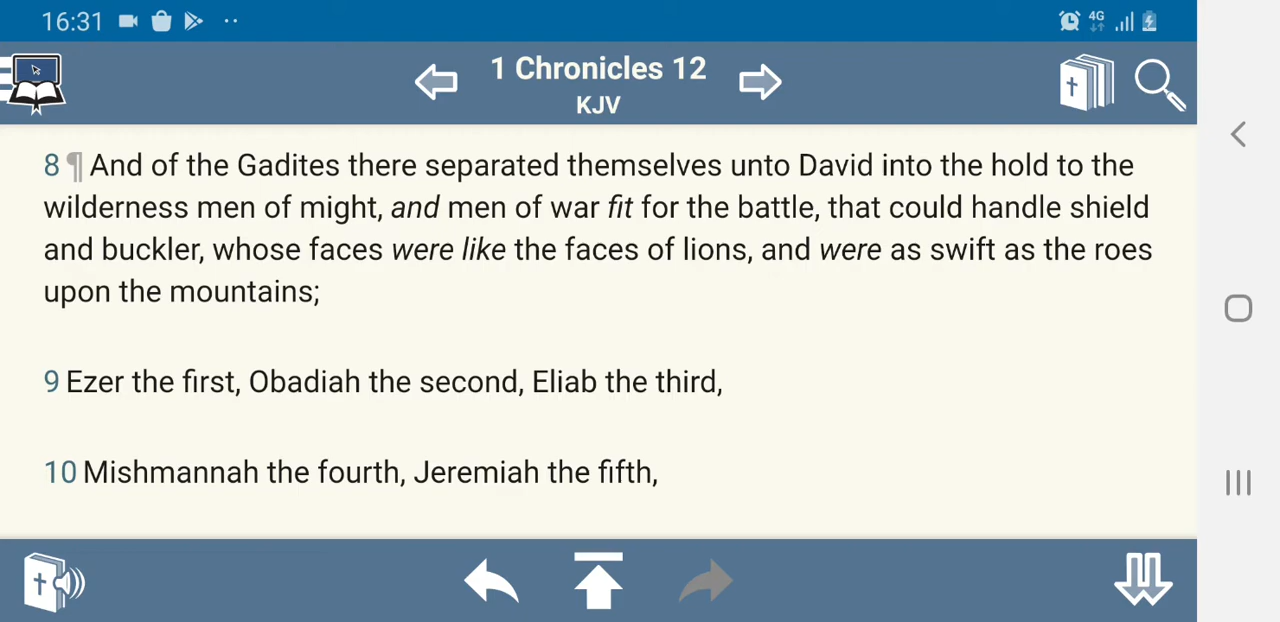 16:31
4G
1 Chronicles 12
KJV
8 ¶ And of the Gadites there separated themselves unto David into the hold to the
wilderness men of might, and men of war fit for the battle, that could handle shield
and buckler, whose faces were like the faces of lions, and were as swift as the roes
upon the mountains;
9 Ezer the first, Obadiah the second, Eliab the third,
10 Mishmannah the fourth, Jeremiah the fifth,